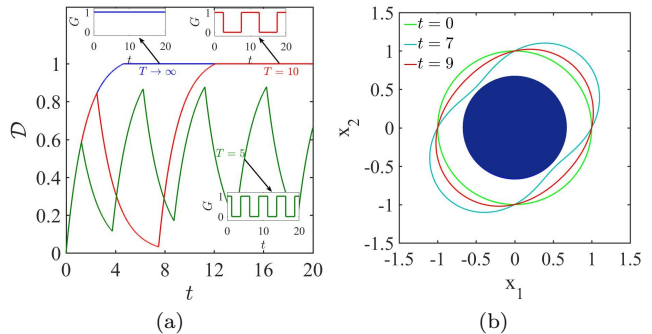 1
G
0
0 10 20
t
1
G
0
0 10 20
t
1
0.8
0.6
0.4
0.2
0
D
T → ∞
T = 10
T = 5
1
G
0
0 10 20
t
0 4 8 12 16 20
t
(a)
1.5
1
0.5
0
-0.5
-1
-1.5
x2
t = 0
t = 7
t = 9
-1.5 -1 -0.5 0 0.5 1 1.5
x1
(b)